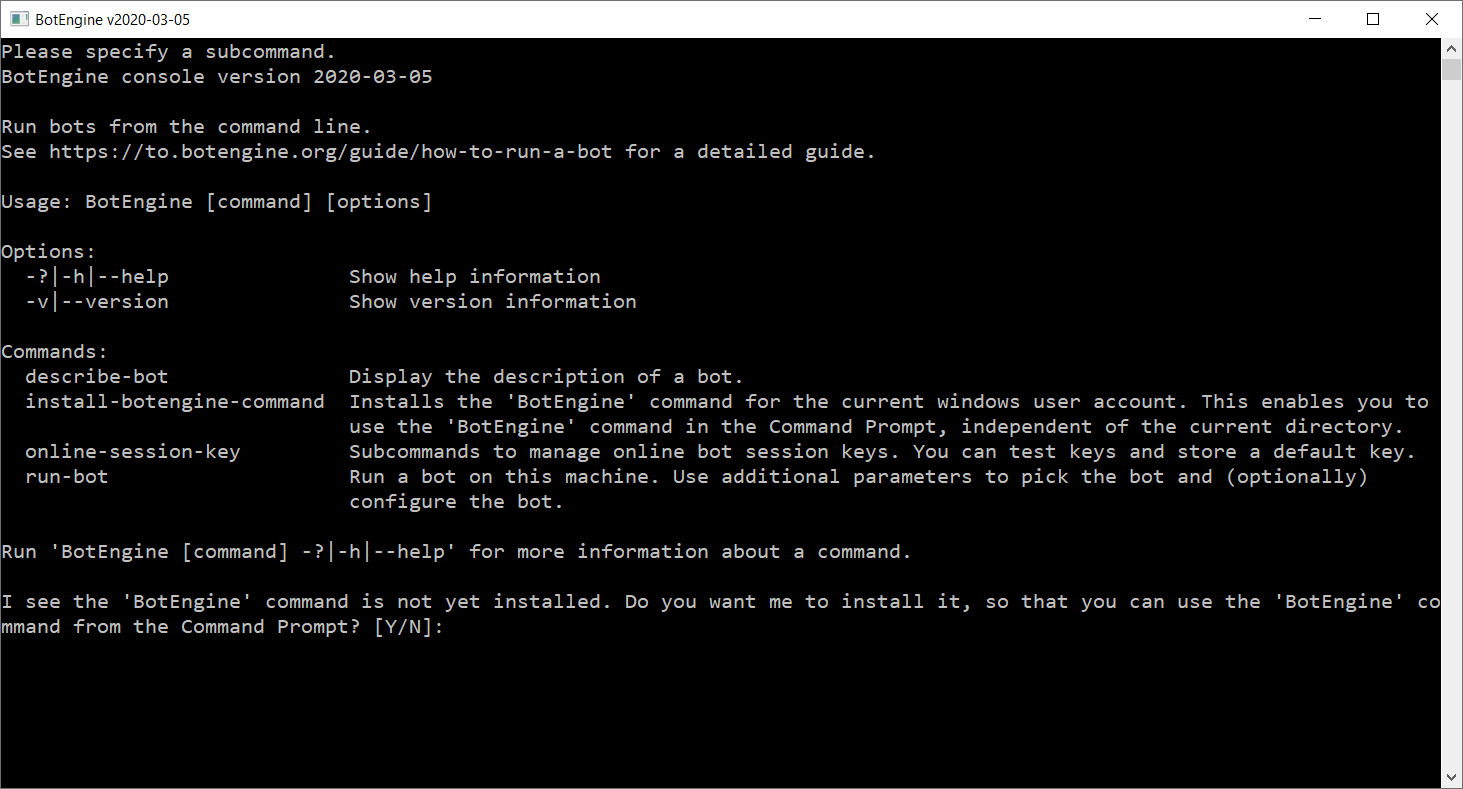 BotEngine v2020-03-05
Please specify a subcommand.
BotEngine console version 2020-03-05
Run bots from the command line.
See https://to.botengine.org/guide/how-to-run-a-bot for a detailed guide.
Usage: BotEngine [command] [options]
Options:
  -?|-h|--help               Show help information
  -v|--version               Show version information
Commands:
  describe-bot               Display the description of a bot.
  install-botengine-command  Installs the 'BotEngine' command for the current windows user account. This enables you to
                             use the 'BotEngine' command in the Command Prompt, independent of the current directory.
  online-session-key         Subcommands to manage online bot session keys. You can test keys and store a default key.
  run-bot                    Run a bot on this machine. Use additional parameters to pick the bot and (optionally)
                             configure the bot.
Run 'BotEngine [command] -?|-h|--help' for more information about a command.
I see the 'BotEngine' command is not yet installed. Do you want me to install it, so that you can use the 'BotEngine' co
mmand from the Command Prompt? [Y/N]: